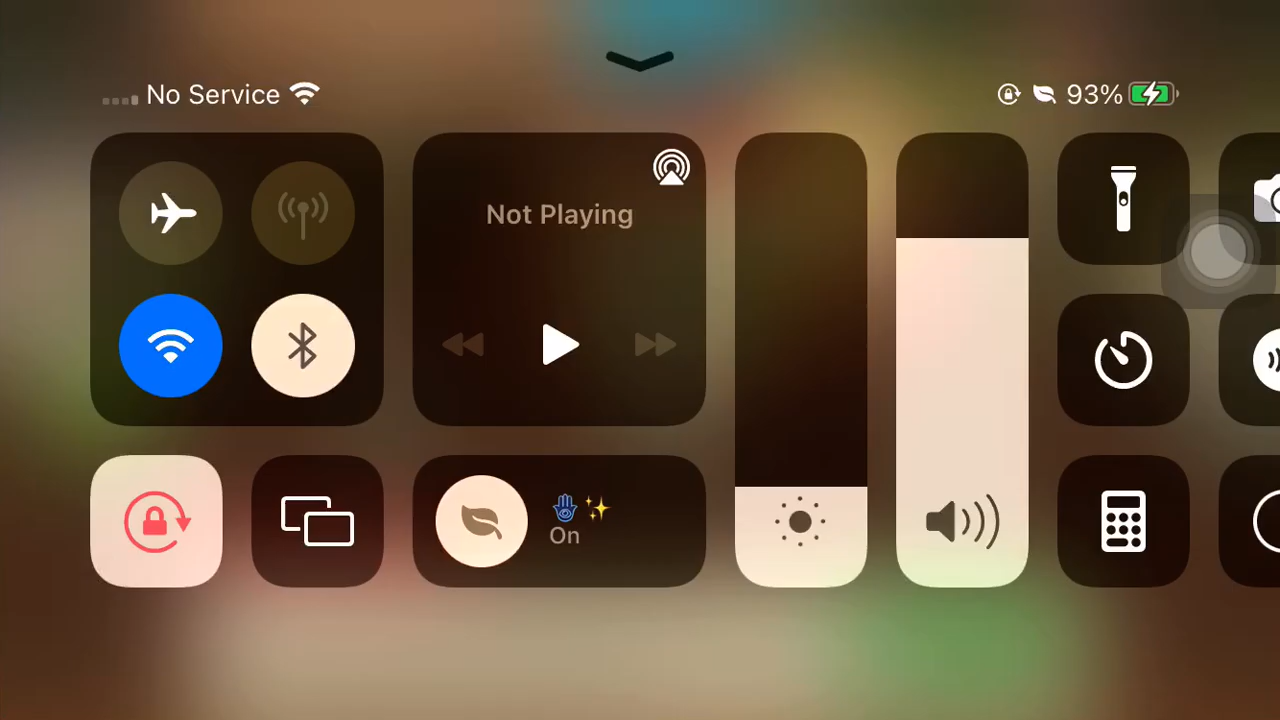 No Service
93%
Not Playing
🪬✨
On